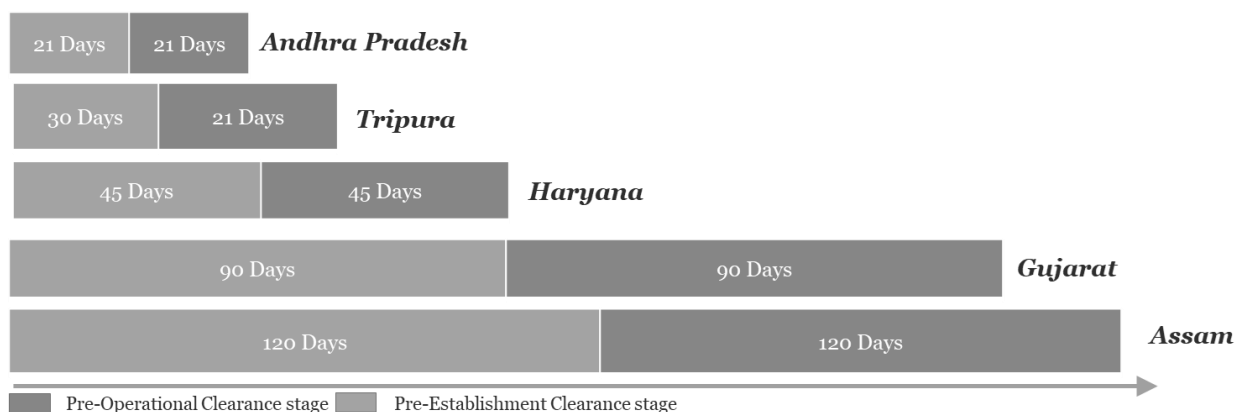 21 Days 21 Days Andhra Pradesh
30 Days 21 Days Tripura
45 Days 45 Days Haryana
90 Days 90 Days Gujarat
120 Days 120 Days Assam
Pre-Operational Clearance stage Pre-Establishment Clearance stage